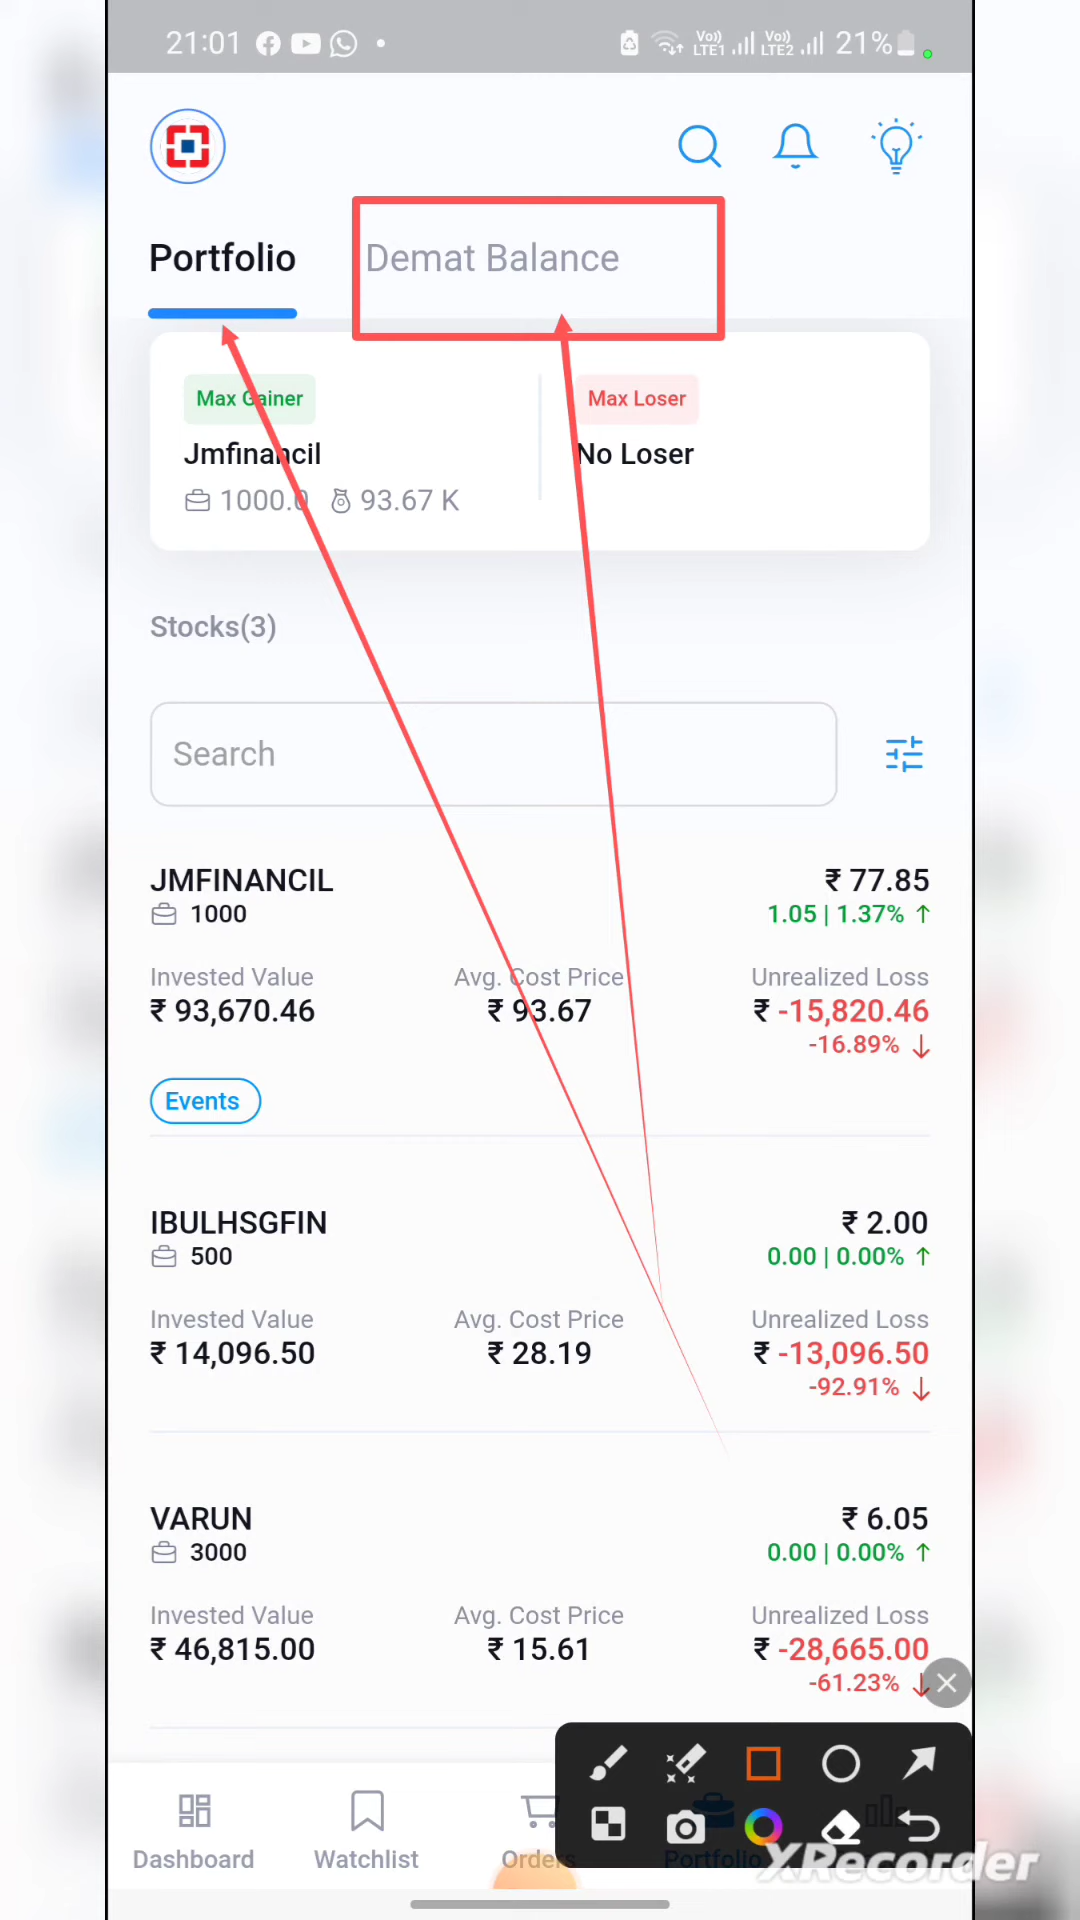 21:01
Vo))
LTE1
Vo))
LTE2
21%
Portfolio
Demat Balance
Max Gainer
Max Loser
Jmfinancil
No Loser
1000.0
93.67 K
Stocks(3)
Search
JMFINANCIL
₹ 77.85
1000
1.05 | 1.37% ↑
Invested Value
Avg. Cost Price
Unrealized Loss
₹ 93,670.46
₹ 93.67
₹ -15,820.46
-16.89% ↓
Events
IBULHSGFIN
₹ 2.00
500
0.00 | 0.00% ↑
Invested Value
Avg. Cost Price
Unrealized Loss
₹ 14,096.50
₹ 28.19
₹ -13,096.50
-92.91% ↓
VARUN
₹ 6.05
3000
0.00 | 0.00% ↑
Invested Value
Avg. Cost Price
Unrealized Loss
₹ 46,815.00
₹ 15.61
₹ -28,665.00
-61.23% ↓
Dashboard
Watchlist
Orders
Portfolio
XRecorder